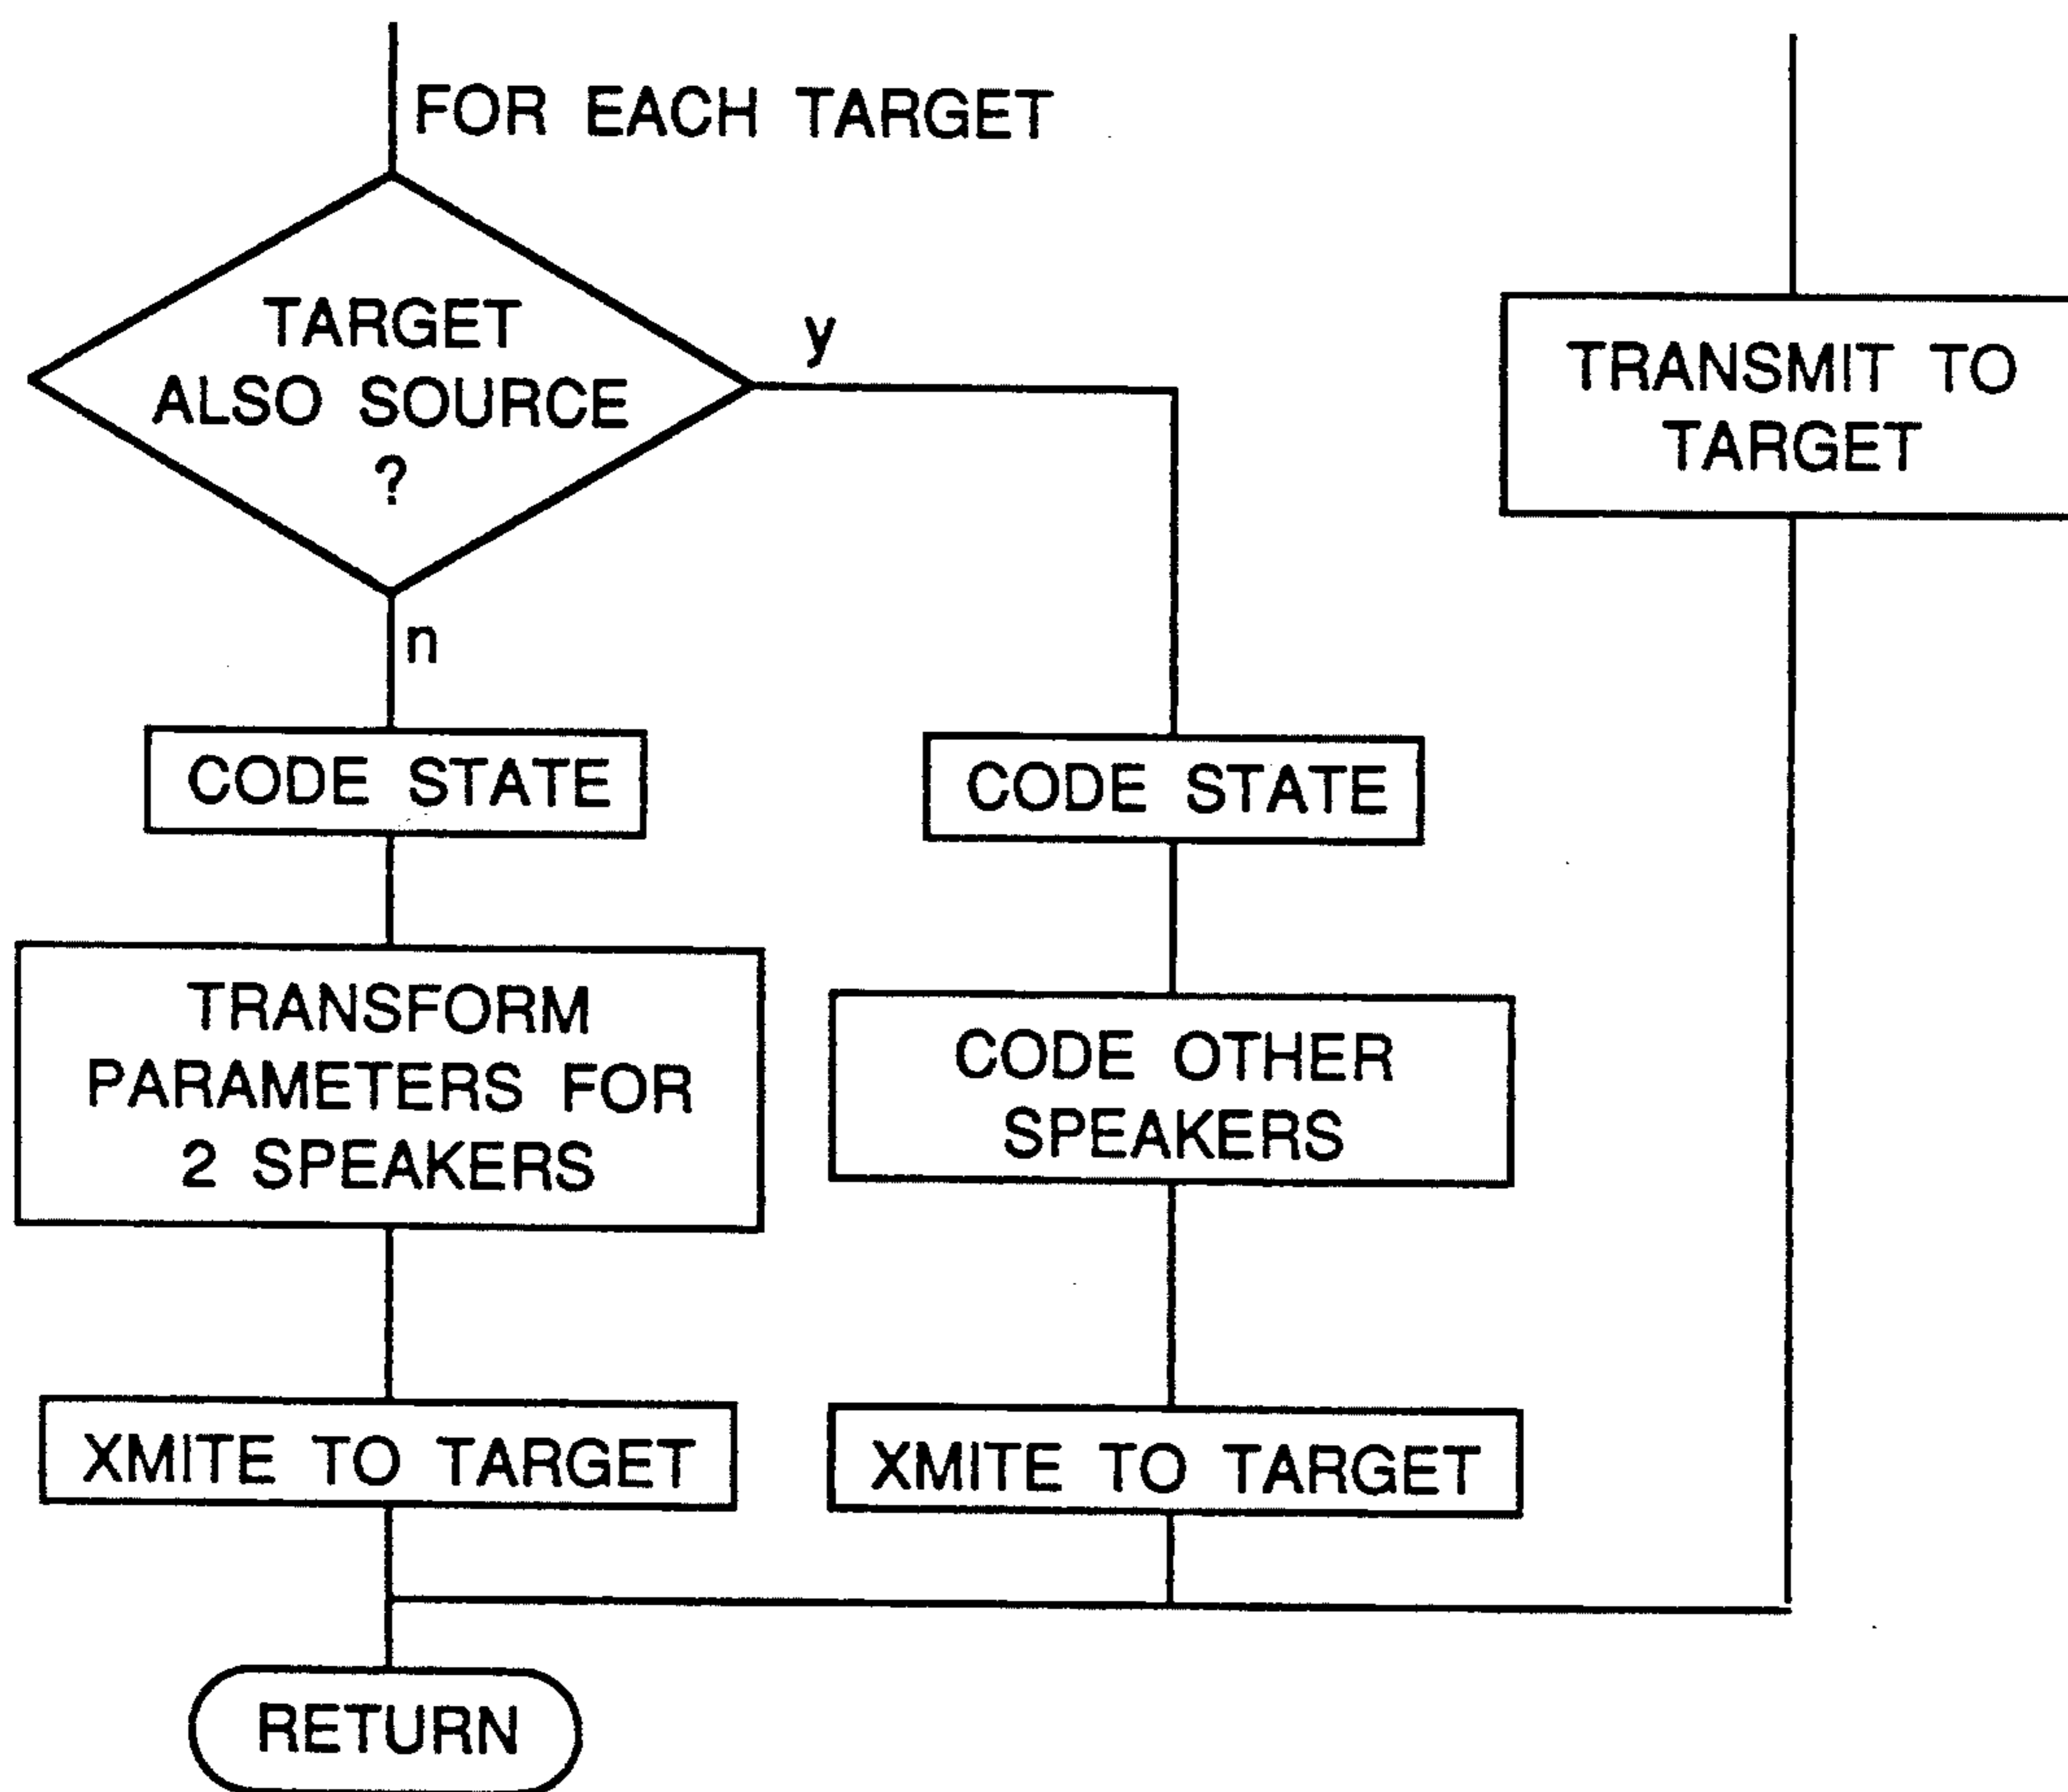 FOR EACH TARGET
TARGET
ALSO SOURCE
?
y
n
TRANSMIT TO
TARGET
CODE STATE
CODE STATE
TRANSFORM
PARAMETERS FOR
2 SPEAKERS
CODE OTHER
SPEAKERS
XMITE TO TARGET
XMITE TO TARGET
RETURN